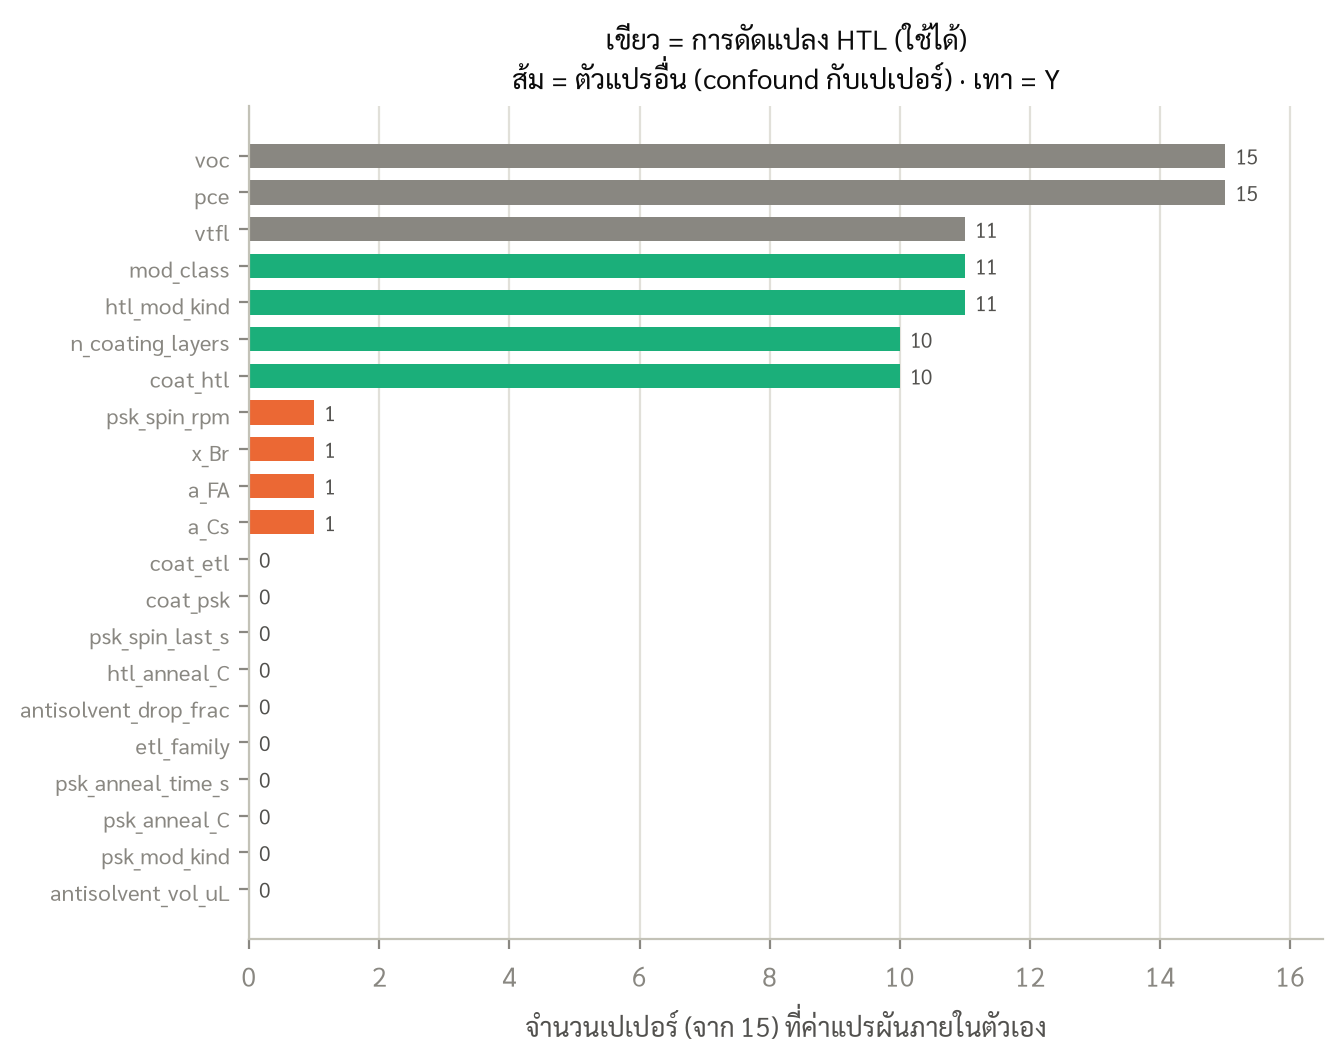 เขียว = การดัดแปลง HTL (ใช้ได้)
ส้ม = ตัวแปรอื่น (confound กับเปเปอร์) · เทา = Y
voc 15
pce 15
vtfl 11
mod_class 11
htl_mod_kind 11
n_coating_layers 10
coat_htl 10
psk_spin_rpm 1
x_Br 1
a_FA 1
a_Cs 1
coat_etl 0
coat_psk 0
psk_spin_last_s 0
htl_anneal_C 0
antisolvent_drop_frac 0
etl_family 0
psk_anneal_time_s 0
psk_anneal_C 0
psk_mod_kind 0
antisolvent_vol_uL 0
0 2 4 6 8 10 12 14 16
จำนวนเปเปอร์ (จาก 15) ที่ค่าแปรผันภายในตัวเอง